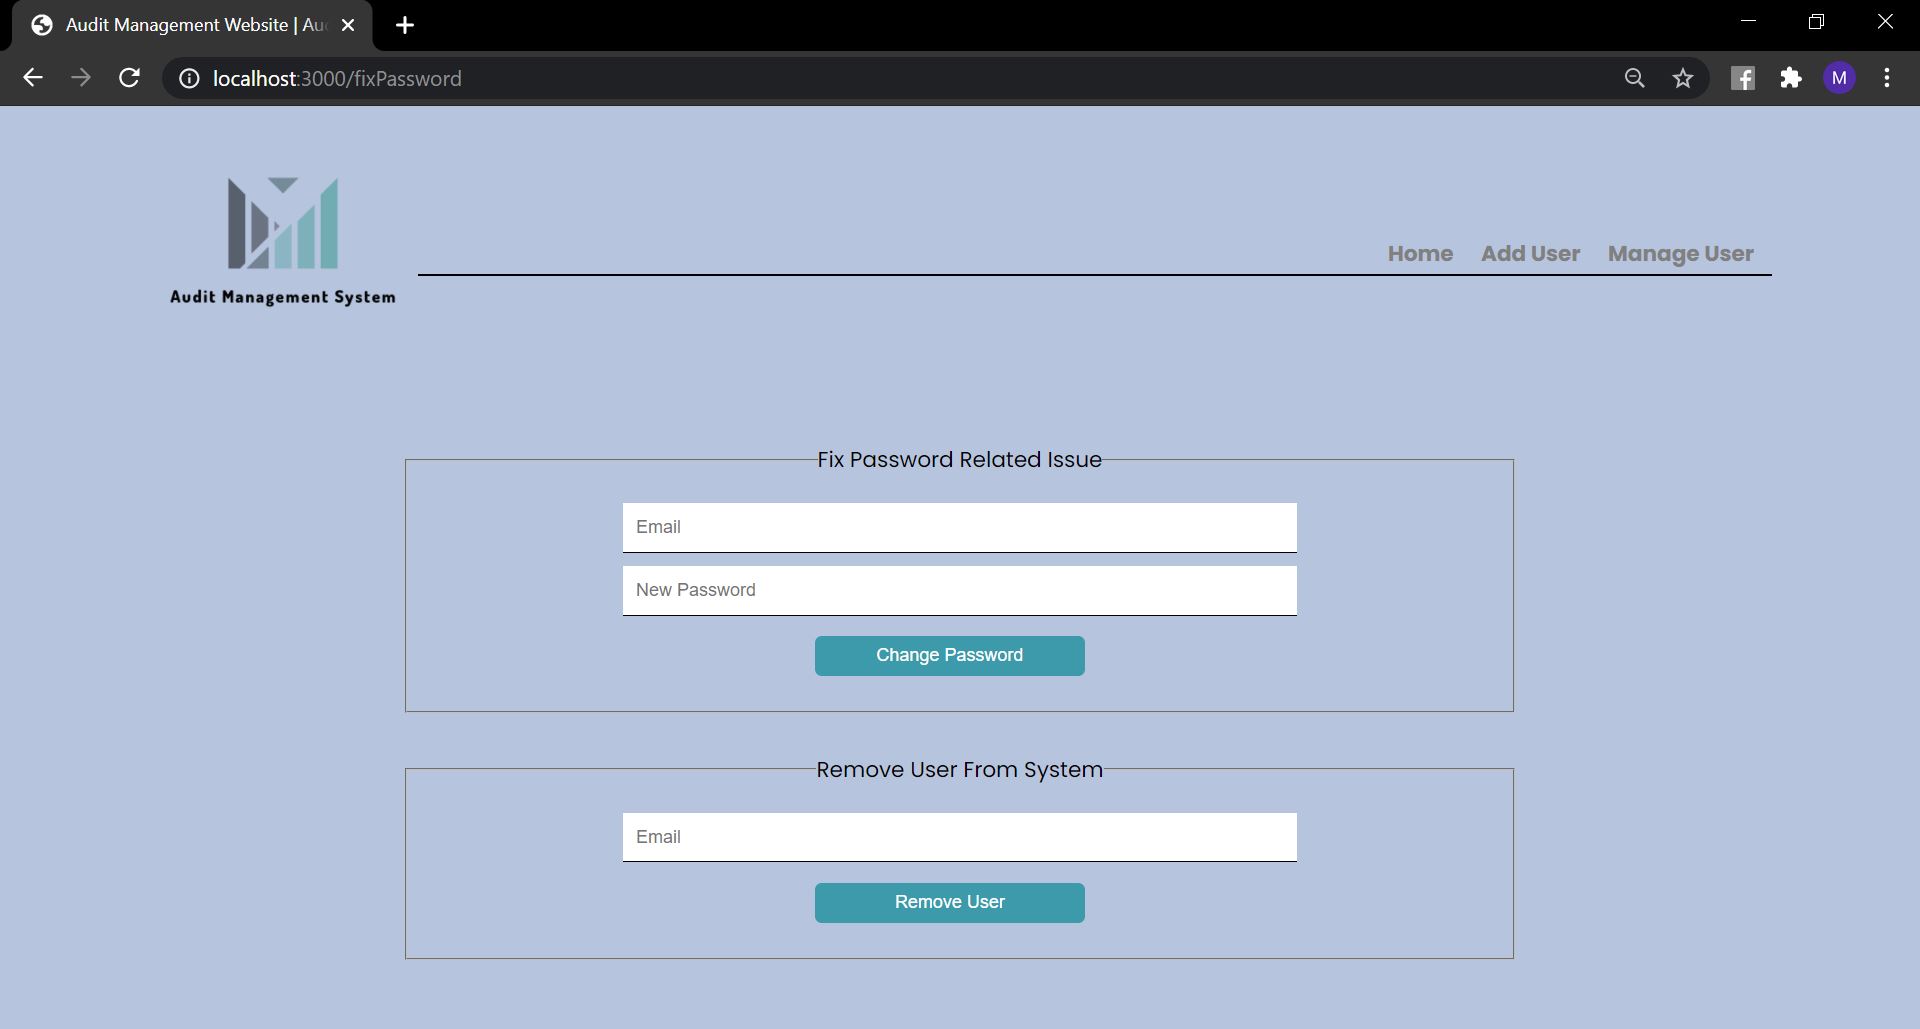 Audit Management Website | Au
localhost:3000/fixPassword
M
Audit Management System
Home Add User Manage User
Fix Password Related Issue
Email
New Password
Change Password
Remove User From System
Email
Remove User